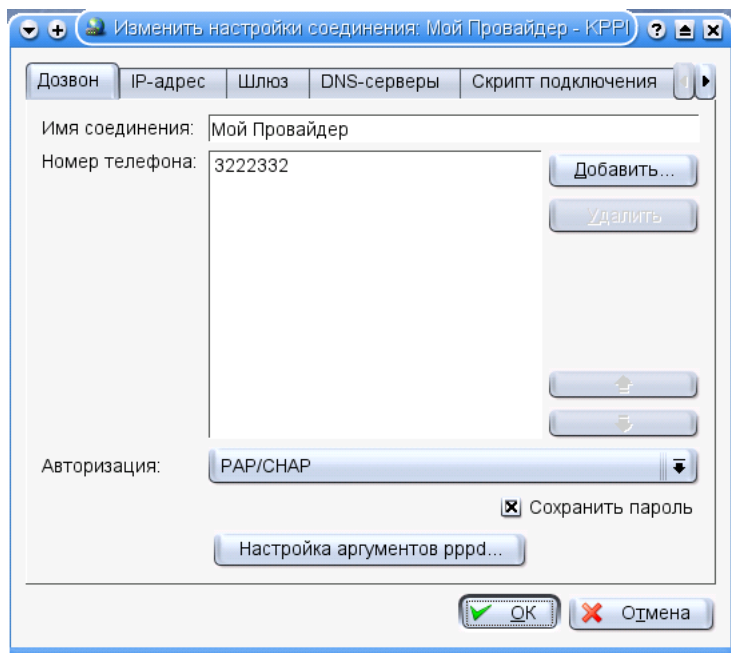 Изменить настройки соединения: Мой Провайдер - KPPP
Дозвон IP-адрес Шлюз DNS-серверы Скрипт подключения
Имя соединения: Мой Провайдер
Номер телефона: 3222332 Добавить...
Удалить
Авторизация: PAP/CHAP
Сохранить пароль
Настройка аргументов pppd...
OK Отмена